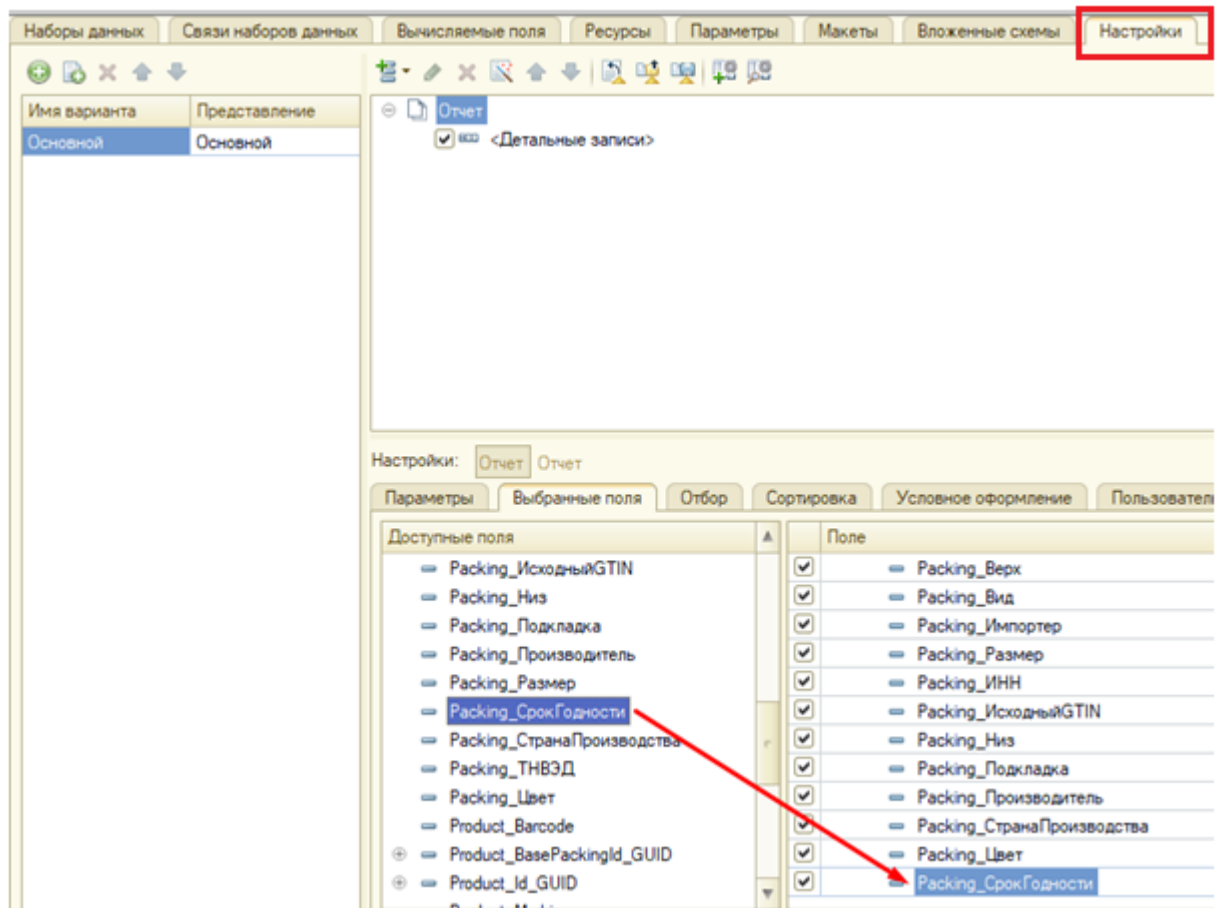 Наборы данных Связи наборов данных Вычисляемые поля Ресурсы Параметры Макеты Вложенные схемы Настройки
Имя варианта Представление
Основной Основной
Отчет
<Детальные записи>
Настройки: Отчет Отчет
Параметры Выбранные поля Отбор Сортировка Условное оформление
Доступные поля Поле
Packing_ИсходныйGTIN Packing_Верх
Packing_Низ Packing_Вид
Packing_Подкладка Packing_Импортер
Packing_Производитель Packing_Размер
Packing_Размер Packing_ИНН
Packing_СрокГодности Packing_ИсходныйGTIN
Packing_СтранаПроизводства Packing_Низ
Packing_ТНВЭД Packing_Подкладка
Packing_Цвет Packing_Производитель
Product_Barcode Packing_СтранаПроизводства
Product_BasePackingId_GUID Packing_Цвет
Product_Id_GUID Packing_СрокГодности